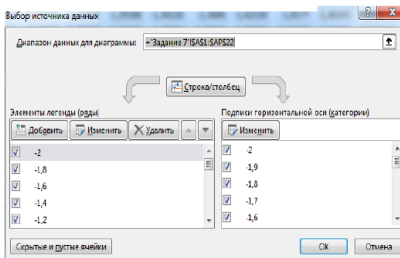 Выбор источника данных
Диапазон данных для диаграммы: ='Задание 7'!$A$1:$AP$22
Строка/столбец
Элементы легенды (ряды)
Добавить Изменить Удалить
-2
-1,8
-1,6
-1,4
-1,2
Подписи горизонтальной оси (категории)
Изменить
-2
-1,9
-1,8
-1,7
-1,6
Скрытые и пустые ячейки
ОК Отмена